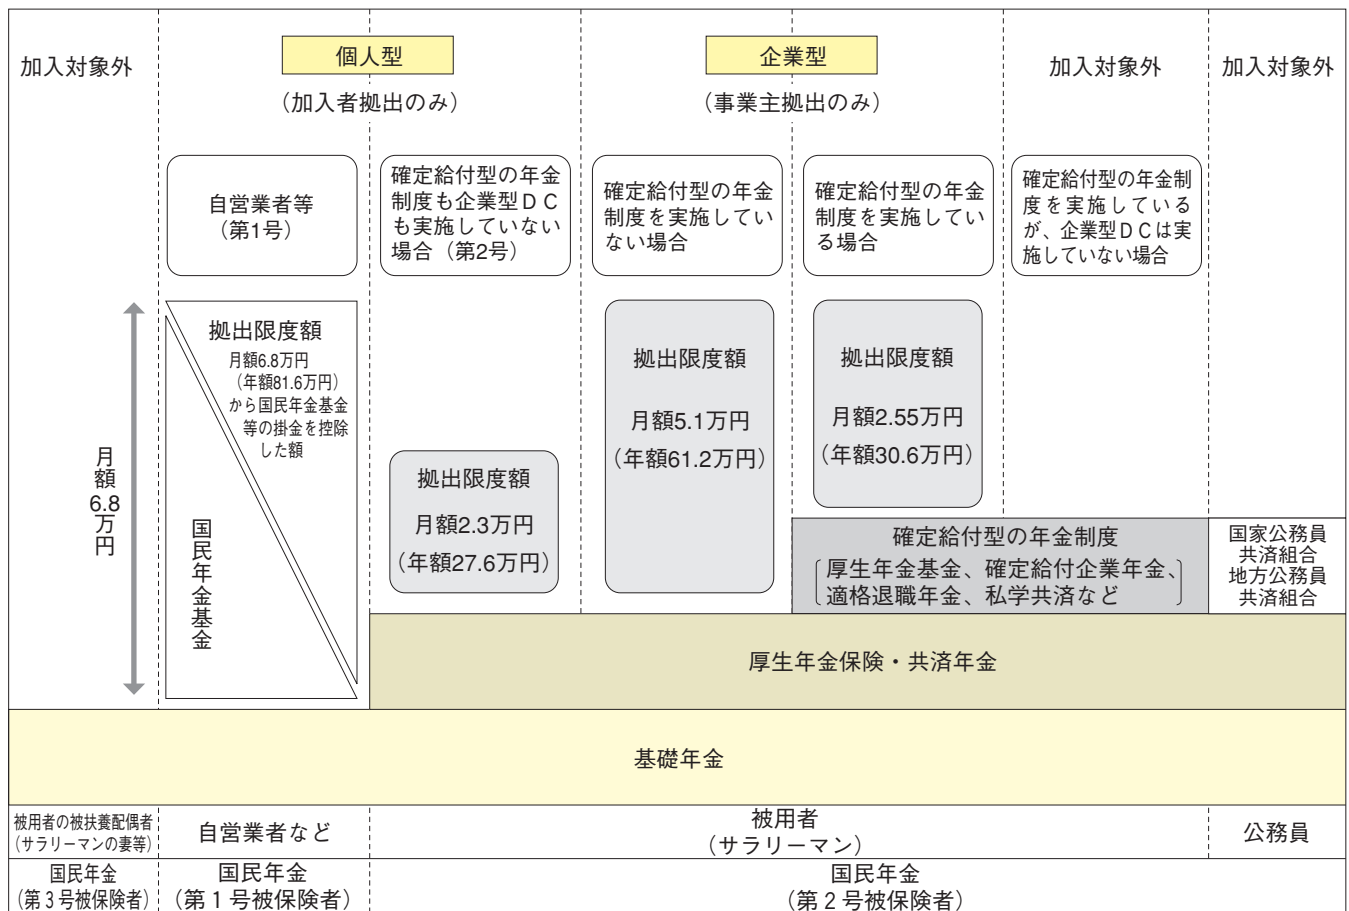 加入対象外
個人型
(加入者拠出のみ)
企業型
(事業主拠出のみ)
加入対象外
加入対象外
自営業者等
(第1号)
確定給付型の年金
制度も企業型DC
も実施していない
場合(第2号)
確定給付型の年金
制度を実施してい
ない場合
確定給付型の年金
制度を実施してい
る場合
確定給付型の年金制
度を実施している
が、企業型DCは実
施していない場合
月額6.8万円
拠出限度額
月額6.8万円
(年額81.6万円)
から国民年金基金
等の掛金を控除
した額
国民年金基金
拠出限度額
月額2.3万円
(年額27.6万円)
拠出限度額
月額5.1万円
(年額61.2万円)
拠出限度額
月額2.55万円
(年額30.6万円)
確定給付型の年金制度
厚生年金基金、確定給付企業年金、
適格退職年金、私学共済など
国家公務員
共済組合
地方公務員
共済組合
厚生年金保険・共済年金
基礎年金
被用者の被扶養配偶者
(サラリーマンの妻等)
自営業者など
被用者
(サラリーマン)
公務員
国民年金
(第3号被保険者)
国民年金
(第1号被保険者)
国民年金
(第2号被保険者)